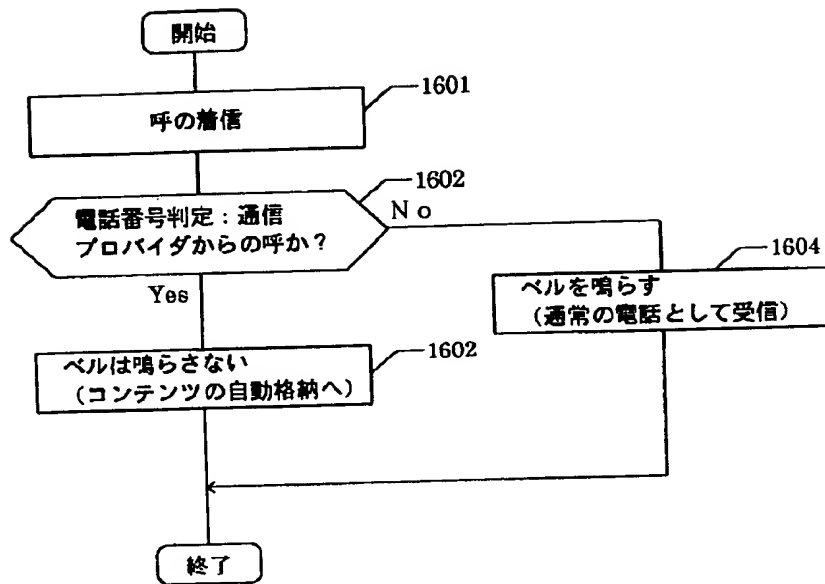 開始
1601
呼の着信
1602
電話番号判定：通信
プロバイダからの呼か？
No
Yes
1604
ベルを鳴らす
（通常の電話として受信）
1602
ベルは鳴らさない
（コンテンツの自動格納へ）
終了